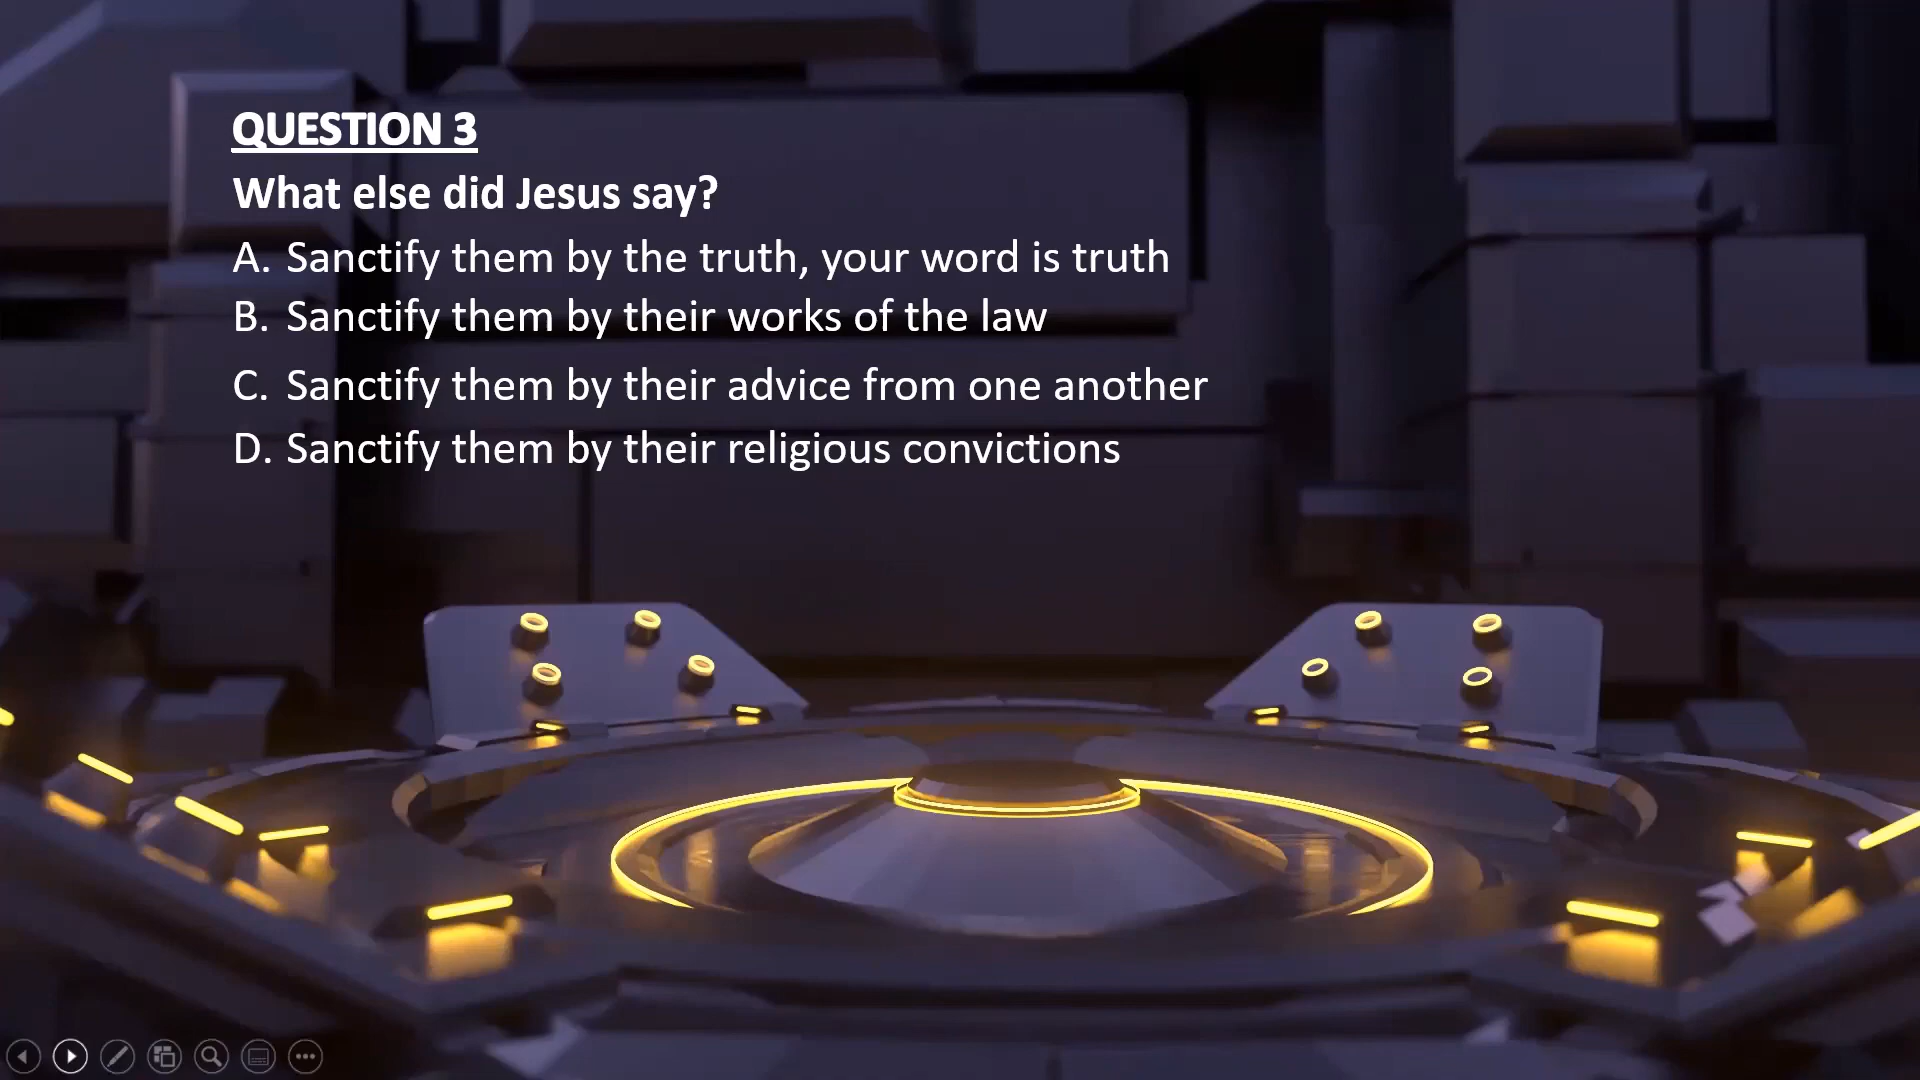 QUESTION 3
What else did Jesus say?
A. Sanctify them by the truth, your word is truth
B. Sanctify them by their works of the law
C. Sanctify them by their advice from one another
D. Sanctify them by their religious convictions